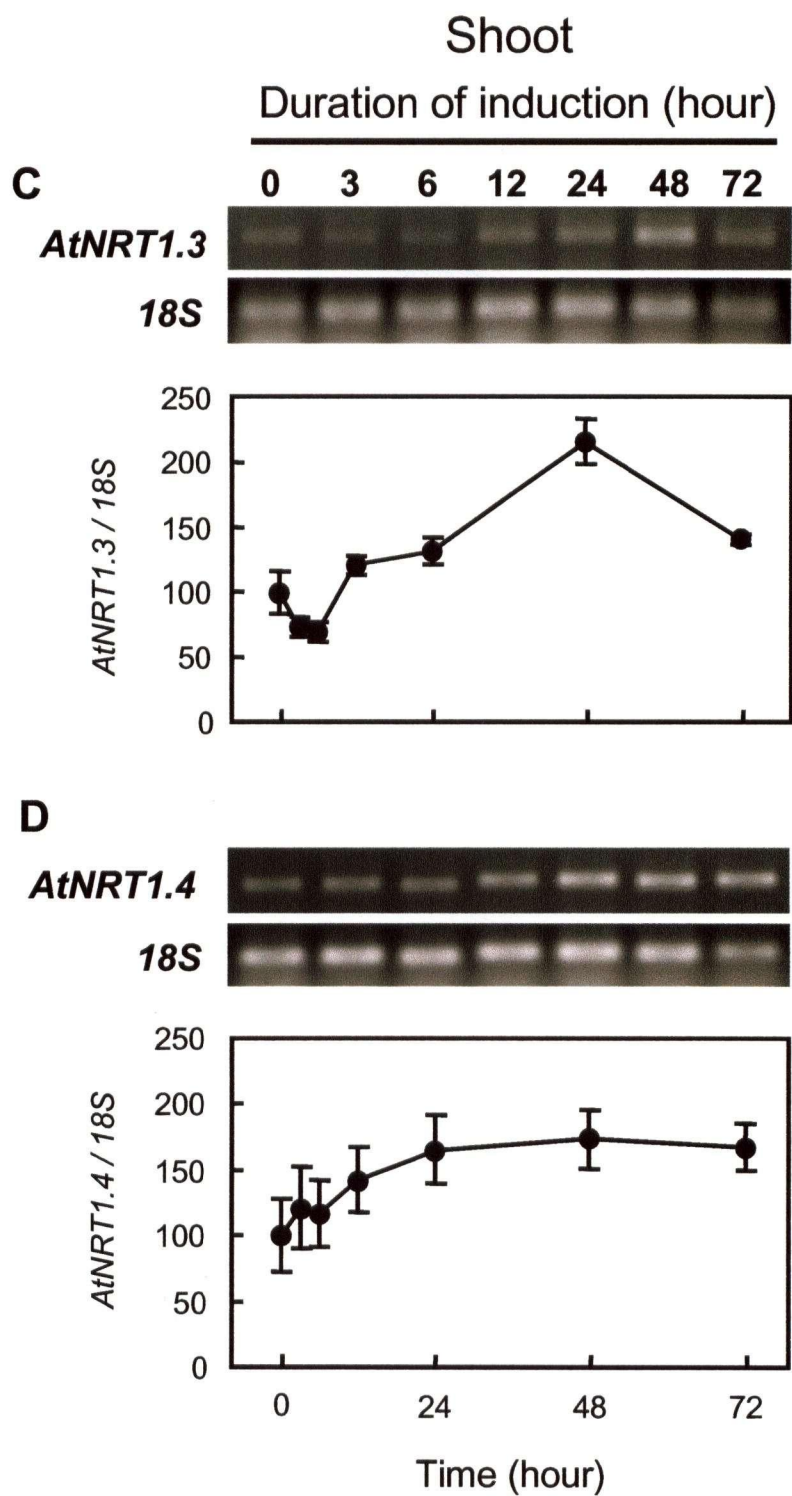 Shoot
Duration of induction (hour)
C
0 3 6 12 24 48 72
AtNRT1.3
18S
250
200
150
100
50
0
AtNRT1.3 / 18S
D
AtNRT1.4
18S
250
200
150
100
50
0
AtNRT1.4 / 18S
0 24 48 72
Time (hour)